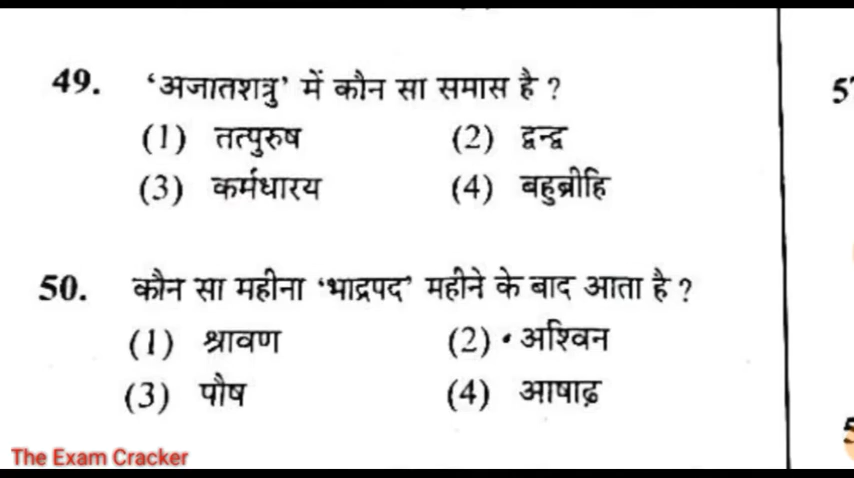 49. ‘अजातशत्रु’ में कौन सा समास है ?
(1) तत्पुरुष (2) द्वन्द्व
(3) कर्मधारय (4) बहुब्रीहि
50. कौन सा महीना ‘भाद्रपद’ महीने के बाद आता है ?
(1) श्रावण (2) अश्विन
(3) पौष (4) आषाढ़
The Exam Cracker